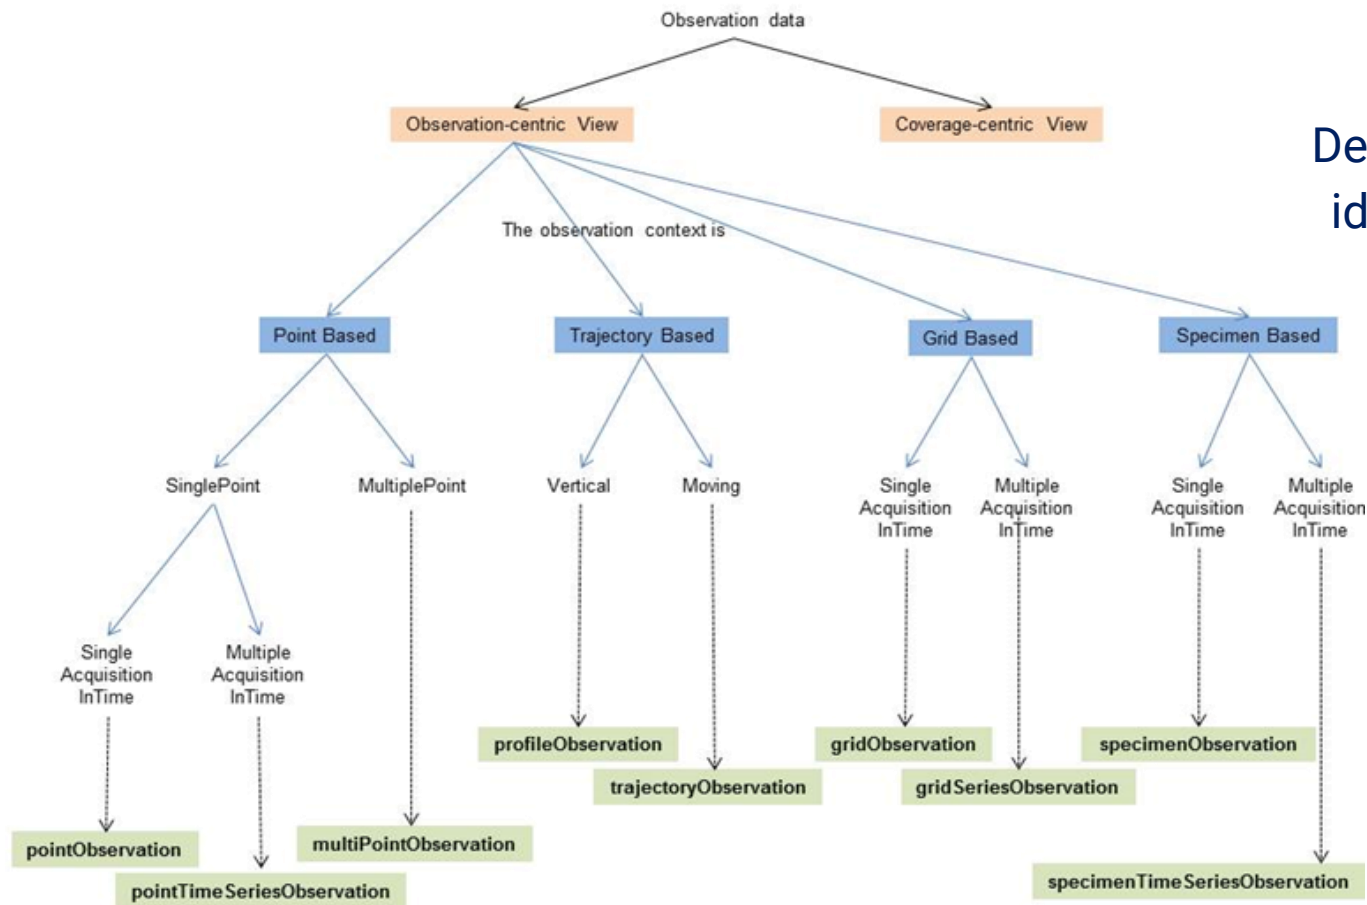 Observation data
Observation-centric View
Coverage-centric View
De
id
The observation context is
Point Based
Trajectory Based
Grid Based
Specimen Based
SinglePoint
MultiplePoint
Vertical
Moving
Single
Acquisition
InTime
Multiple
Acquisition
InTime
Single
Acquisition
InTime
Multiple
Acquisition
InTime
Single
Acquisition
InTime
Multiple
Acquisition
InTime
profileObservation
gridObservation
specimenObservation
trajectoryObservation
gridSeriesObservation
pointObservation
multiPointObservation
pointTimeSeriesObservation
specimenTimeSeriesObservation